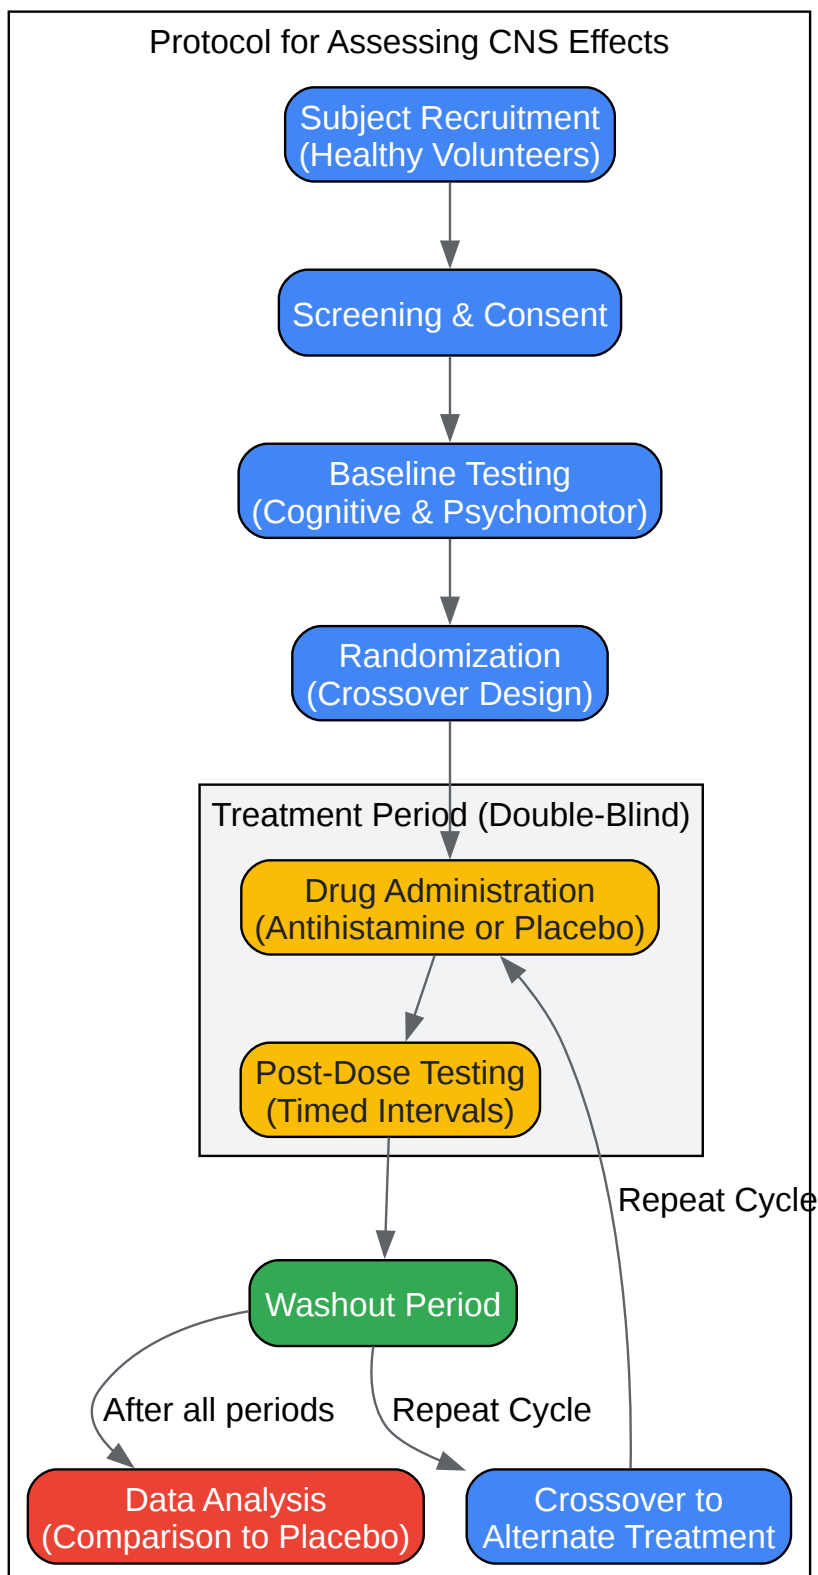 Protocol for Assessing CNS Effects
Subject Recruitment
(Healthy Volunteers)
Screening & Consent
Baseline Testing
(Cognitive & Psychomotor)
Randomization
(Crossover Design)
Treatment Period (Double-Blind)
Drug Administration
(Antihistamine or Placebo)
Post-Dose Testing
(Timed Intervals)
Repeat Cycle
Washout Period
After all periods
Repeat Cycle
Data Analysis
(Comparison to Placebo)
Crossover to
Alternate Treatment